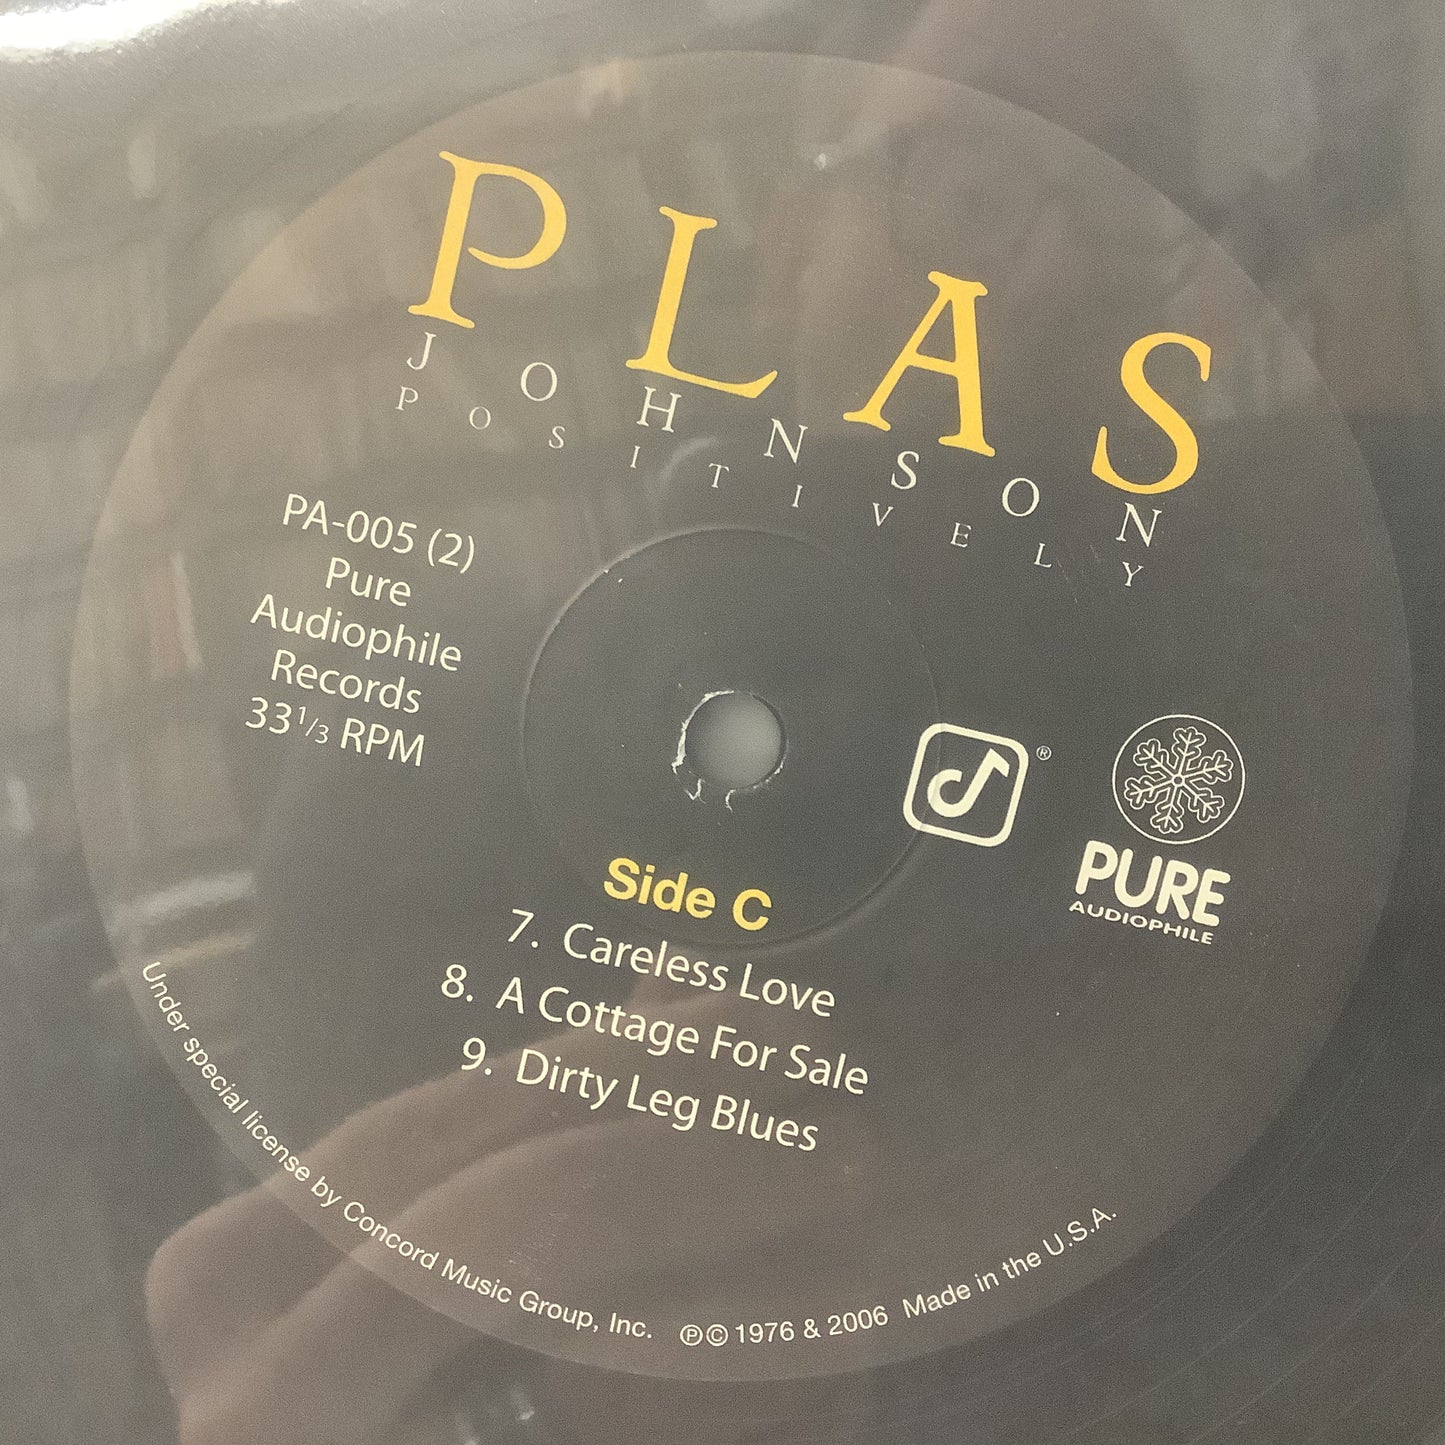 PLAS
JOHNSON
POSITIVELY
PA-005 (2)
Pure
Audiophile
Records
33 1/3 RPM
®
PURE
AUDIOPHILE
Side C
7. Careless Love
8. A Cottage For Sale
9. Dirty Leg Blues
Under special license by Concord Music Group, Inc. ℗© 1976 & 2006 Made in the U.S.A.